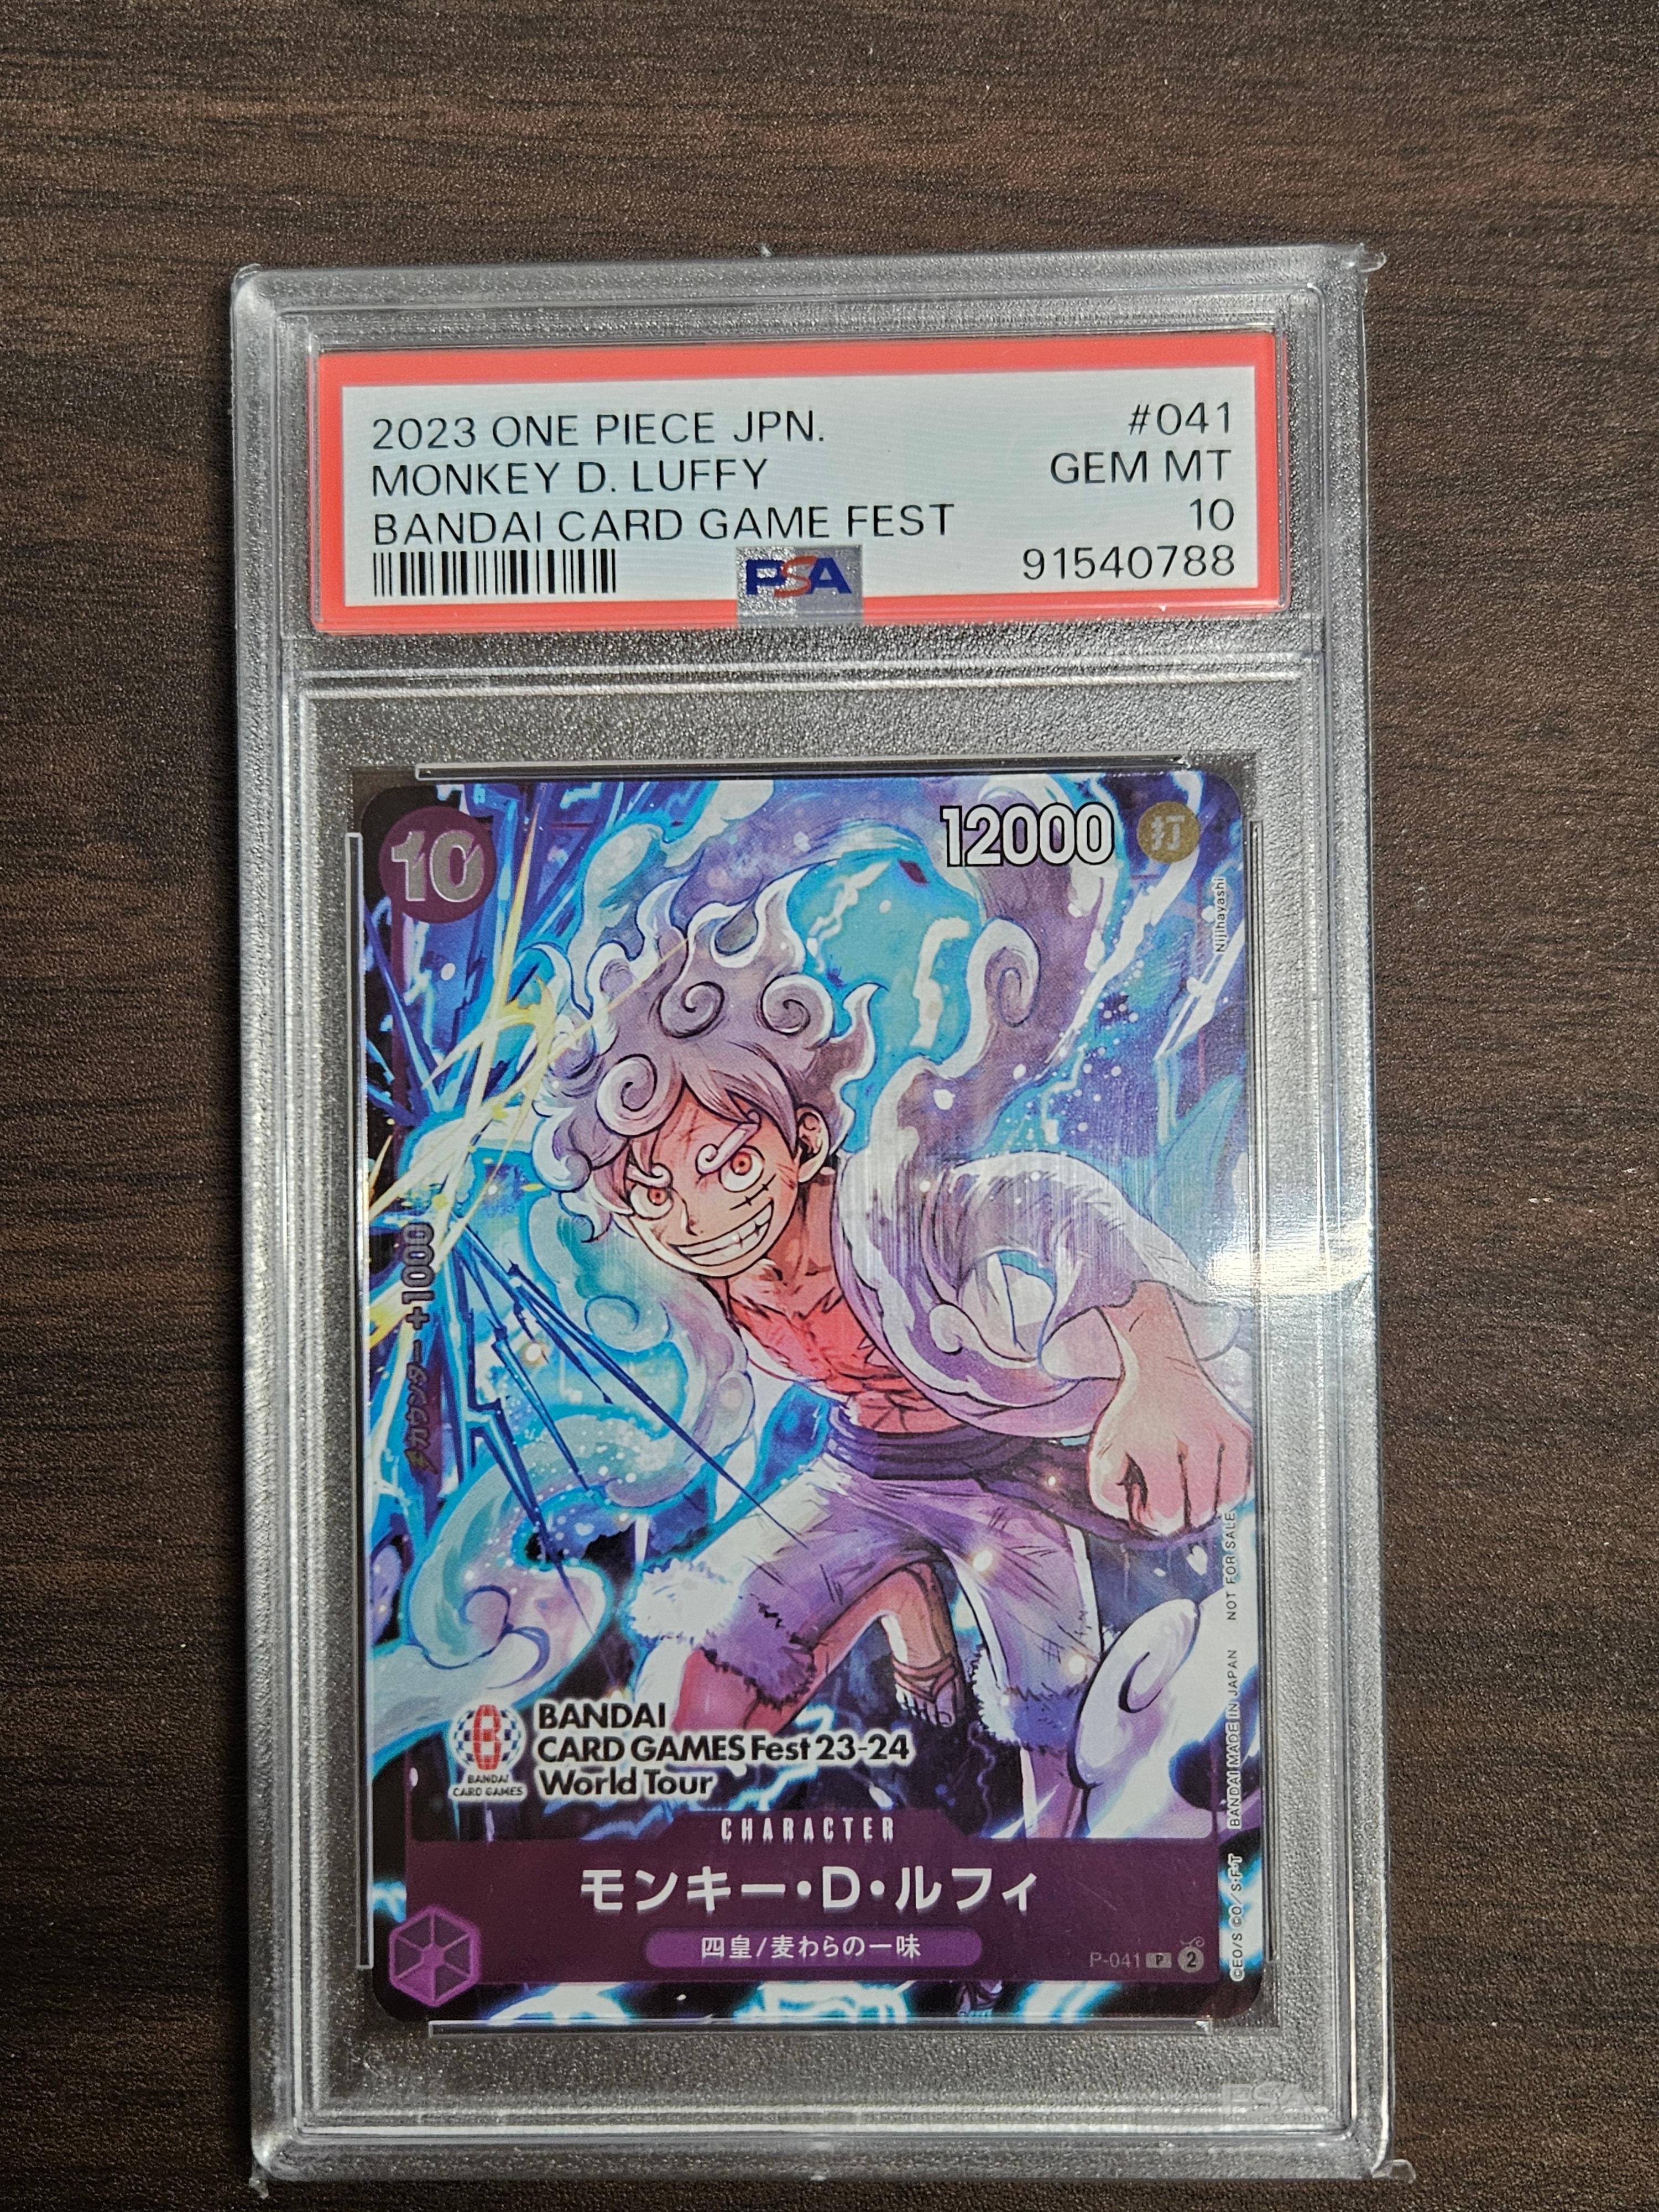 2023 ONE PIECE JPN. #041
MONKEY D. LUFFY GEM MT
BANDAI CARD GAME FEST 10
PSA 91540788
10
12000 打
Nijihayashi
カウンター +1000
NOT FOR SALE
BANDAI MADE IN JAPAN
©EO/S ©O/ S・F・T
BANDAI
CARD GAMES
BANDAI
CARD GAMES Fest 23-24
World Tour
CHARACTER
モンキー・D・ルフィ
四皇/麦わらの一味
P-041 P 2
PSA